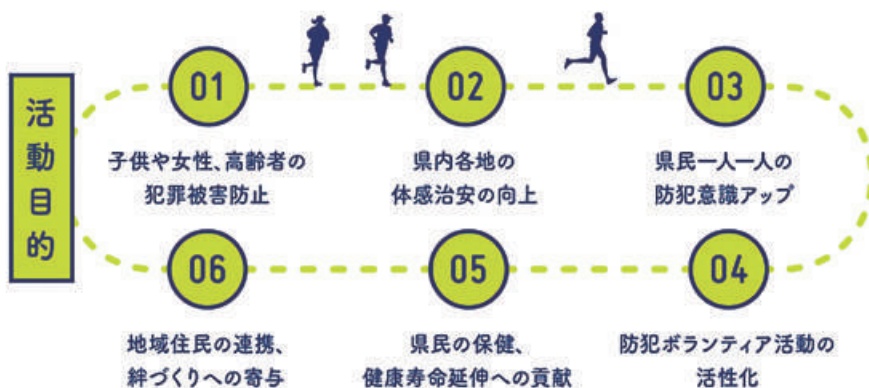 活動目的
01
子供や女性、高齢者の
犯罪被害防止
02
県内各地の
体感治安の向上
03
県民一人一人の
防犯意識アップ
04
防犯ボランティア活動の
活性化
05
県民の保健、
健康寿命延伸への貢献
06
地域住民の連携、
絆づくりへの寄与